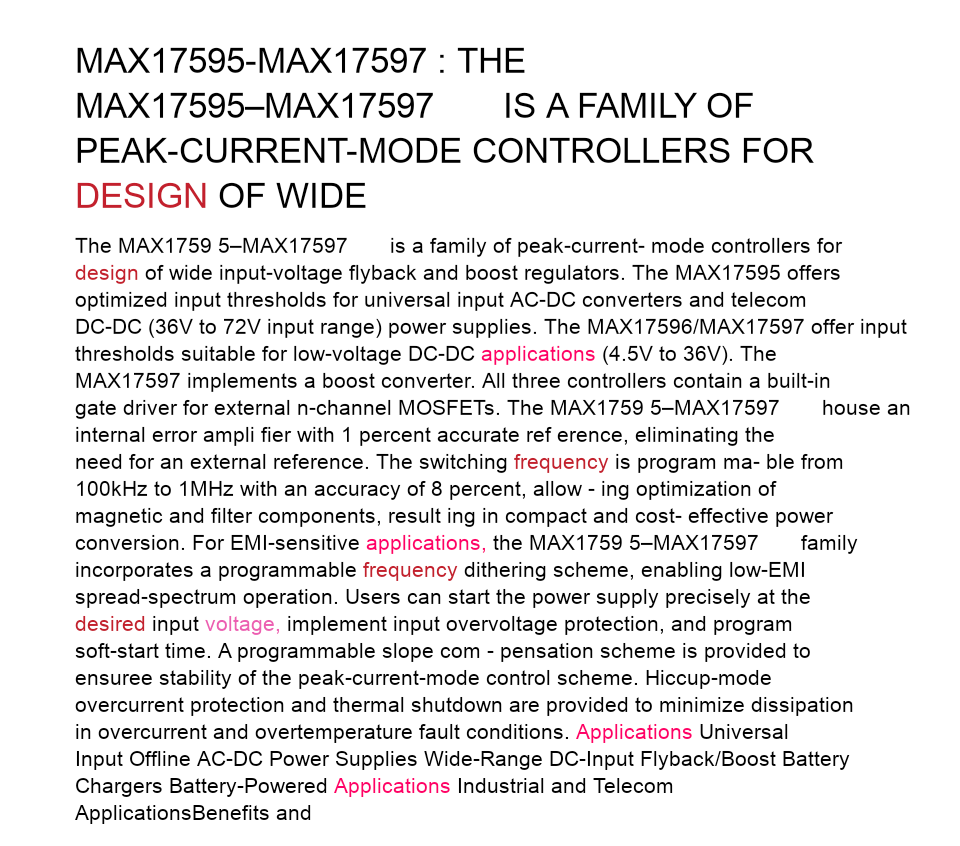 MAX17595-MAX17597 : THE
MAX17595–MAX17597 IS A FAMILY OF
PEAK-CURRENT-MODE CONTROLLERS FOR
DESIGN OF WIDE
The MAX1759 5–MAX17597 is a family of peak-current- mode controllers for
design of wide input-voltage flyback and boost regulators. The MAX17595 offers
optimized input thresholds for universal input AC-DC converters and telecom
DC-DC (36V to 72V input range) power supplies. The MAX17596/MAX17597 offer input
thresholds suitable for low-voltage DC-DC applications (4.5V to 36V). The
MAX17597 implements a boost converter. All three controllers contain a built-in
gate driver for external n-channel MOSFETs. The MAX1759 5–MAX17597 house an
internal error ampli fier with 1 percent accurate ref erence, eliminating the
need for an external reference. The switching frequency is program ma- ble from
100kHz to 1MHz with an accuracy of 8 percent, allow - ing optimization of
magnetic and filter components, result ing in compact and cost- effective power
conversion. For EMI-sensitive applications, the MAX1759 5–MAX17597 family
incorporates a programmable frequency dithering scheme, enabling low-EMI
spread-spectrum operation. Users can start the power supply precisely at the
desired input voltage, implement input overvoltage protection, and program
soft-start time. A programmable slope com - pensation scheme is provided to
ensuree stability of the peak-current-mode control scheme. Hiccup-mode
overcurrent protection and thermal shutdown are provided to minimize dissipation
in overcurrent and overtemperature fault conditions. Applications Universal
Input Offline AC-DC Power Supplies Wide-Range DC-Input Flyback/Boost Battery
Chargers Battery-Powered Applications Industrial and Telecom
ApplicationsBenefits and